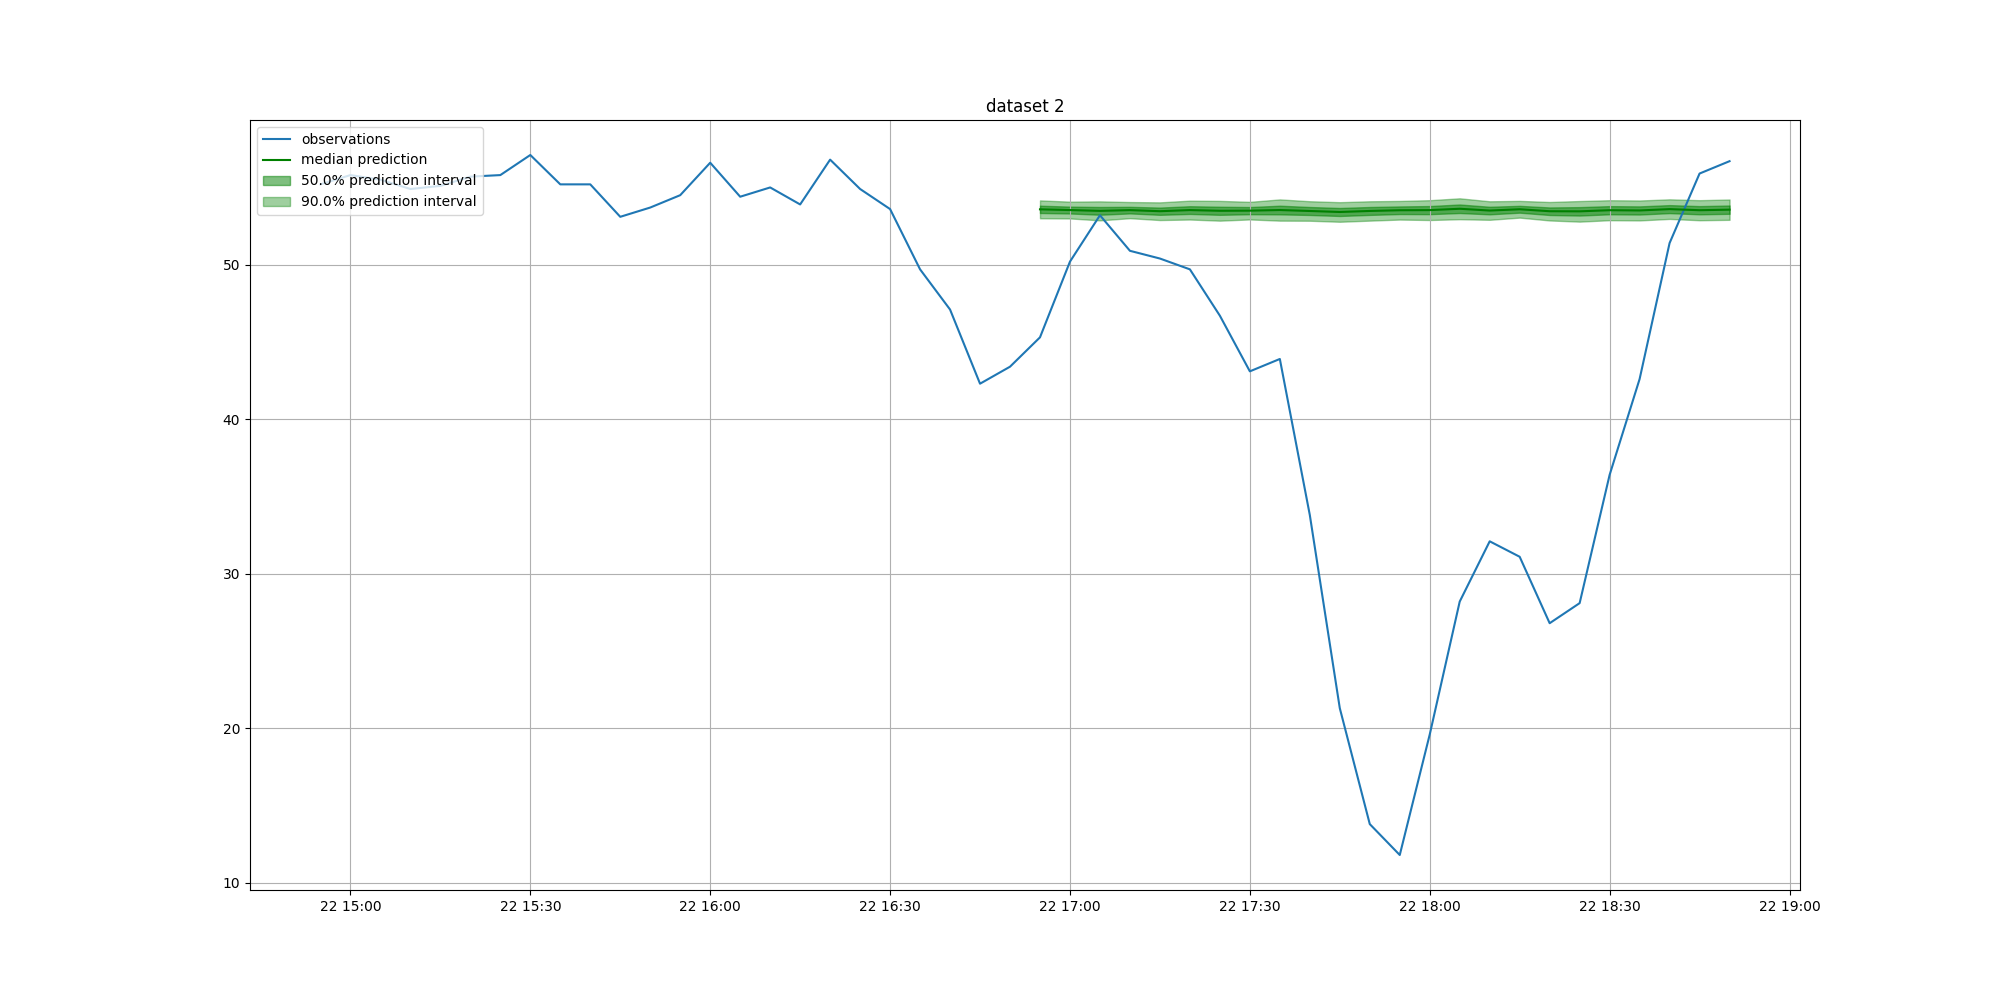 dataset 2
observations
median prediction
50.0% prediction interval
90.0% prediction interval
50
40
30
20
10
22 15:00 22 15:30 22 16:00 22 16:30 22 17:00 22 17:30 22 18:00 22 18:30 22 19:00